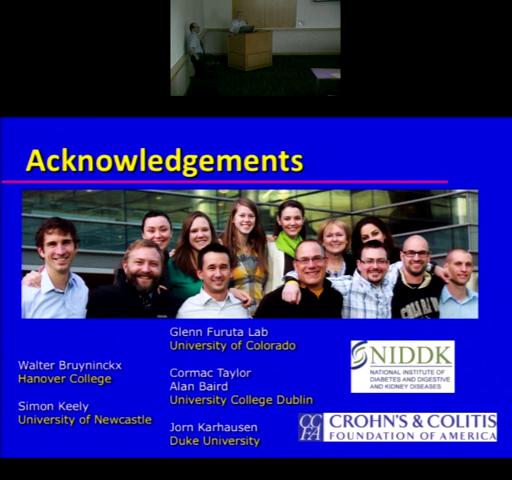 Acknowledgements
Glenn Furuta Lab
University of Colorado
Walter Bruyninckx
Hanover College
Cormac Taylor
Alan Baird
University College Dublin
Simon Keely
University of Newcastle
Jorn Karhausen
Duke University
NIDDK
NATIONAL INSTITUTE OF
DIABETES AND DIGESTIVE
AND KIDNEY DISEASES
CCFA
CROHN'S & COLITIS
FOUNDATION OF AMERICA